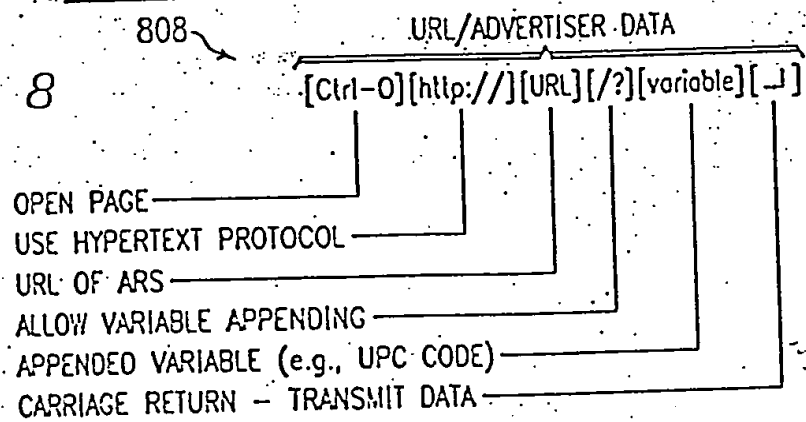 808 URL/ADVERTISER DATA
8 [Ctrl-O][http://][URL][/?][variable][↵]
OPEN PAGE
USE HYPERTEXT PROTOCOL
URL OF ARS
ALLOW VARIABLE APPENDING
APPENDED VARIABLE (e.g., UPC CODE)
CARRIAGE RETURN – TRANSMIT DATA